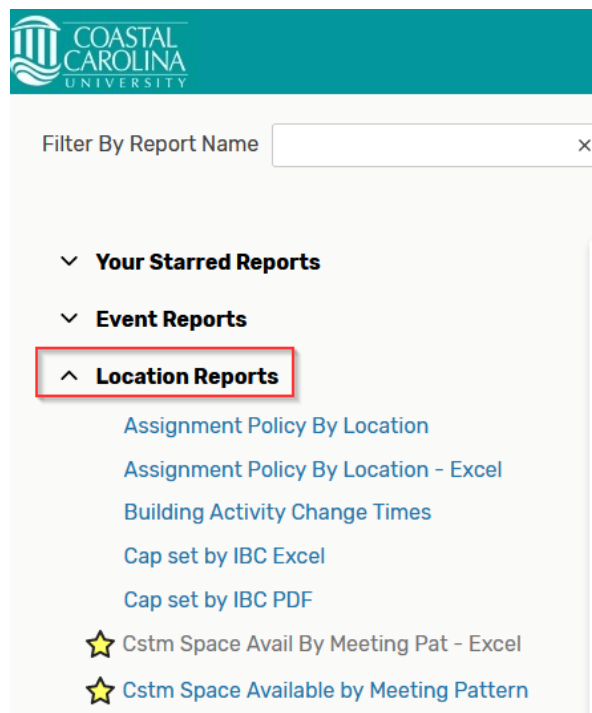 COASTAL
CAROLINA
UNIVERSITY
Filter By Report Name
Your Starred Reports
Event Reports
Location Reports
Assignment Policy By Location
Assignment Policy By Location - Excel
Building Activity Change Times
Cap set by IBC Excel
Cap set by IBC PDF
Cstm Space Avail By Meeting Pat - Excel
Cstm Space Available by Meeting Pattern